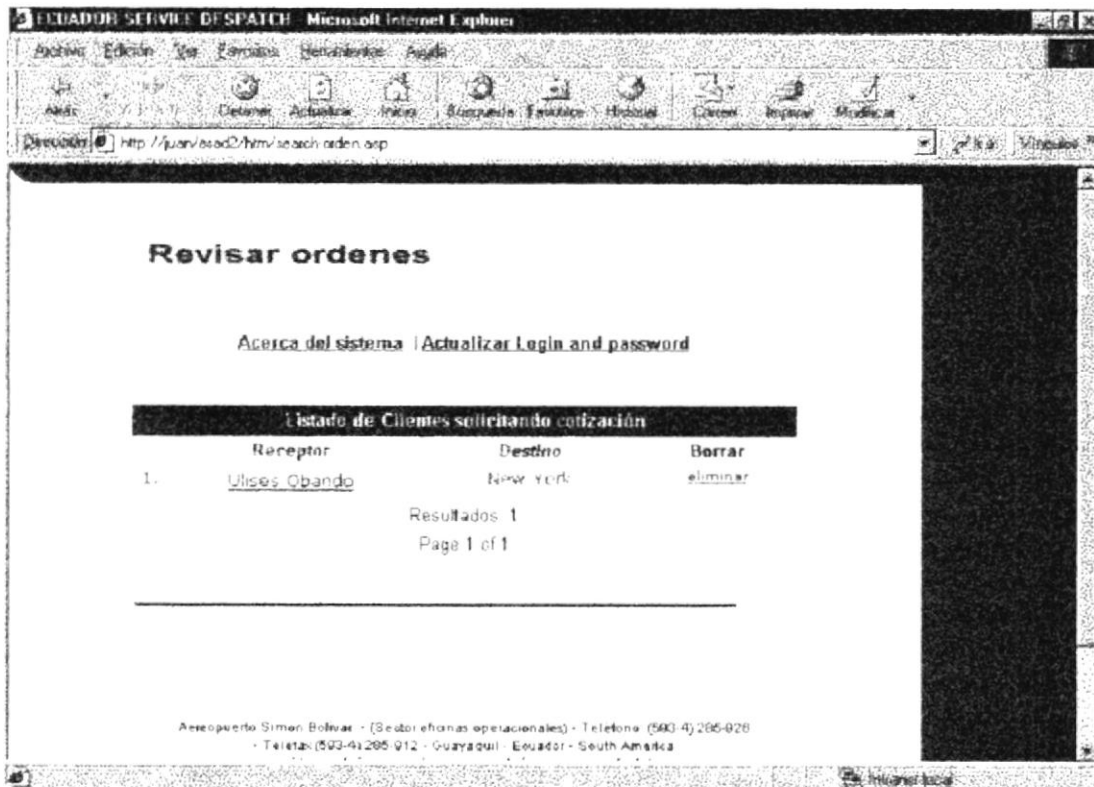 ECUADOR SERVICE DESPATCH - Microsoft Internet Explorer
Archivo Edición Ver Favoritos Herramientas Ayuda
Atrás Detener Actualizar Inicio Búsqueda Favoritos Historial Correo Imprimir Modificar
Dirección http://juan/esad2/htm/search-orden.asp Ir a Vínculos
Revisar ordenes
Acerca del sistema | Actualizar Login and password
Listado de Clientes solicitando cotización
Receptor Destino Borrar
1. Ulises Obando New York eliminar
Resultados 1
Page 1 of 1
Aereopuerto Simon Bolivar - (Sector oficinas operacionales) - Telefono (593-4) 285-928
- Telefax (593-4) 285-912 - Guayaquil - Ecuador - South America
Intranet local